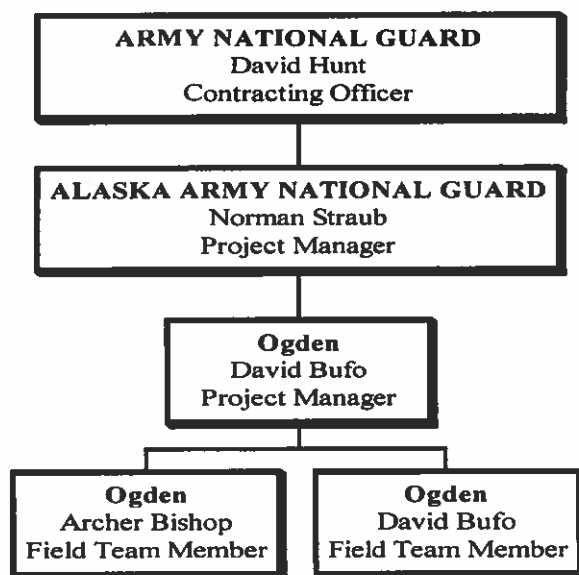 ARMY NATIONAL GUARD
David Hunt
Contracting Officer
ALASKA ARMY NATIONAL GUARD
Norman Straub
Project Manager
Ogden
David Bufo
Project Manager
Ogden
Archer Bishop
Field Team Member
Ogden
David Bufo
Field Team Member